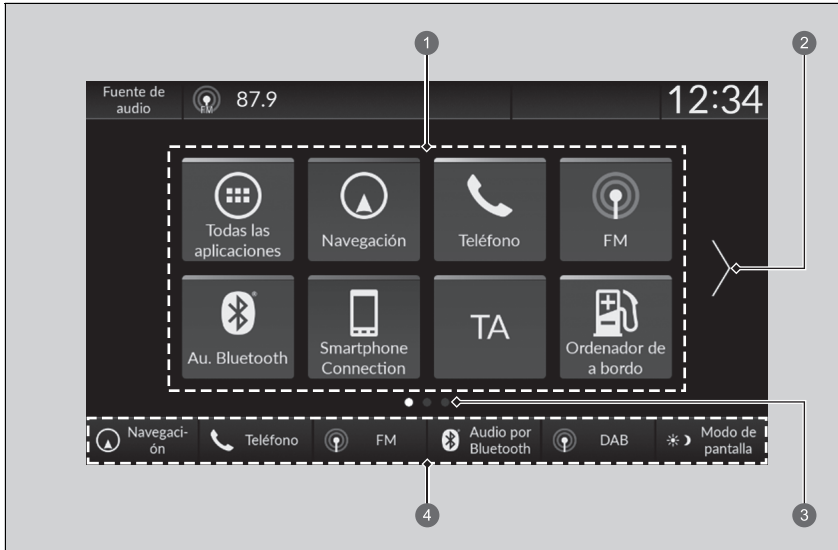 1
2
Fuente de
audio
FM
87.9
12:34
Todas las
aplicaciones
Navegación
Teléfono
FM
Au. Bluetooth
Smartphone
Connection
TA
Ordenador de
a bordo
Navegaci-
ón
Teléfono
FM
Audio por
Bluetooth
DAB
Modo de
pantalla
4
3